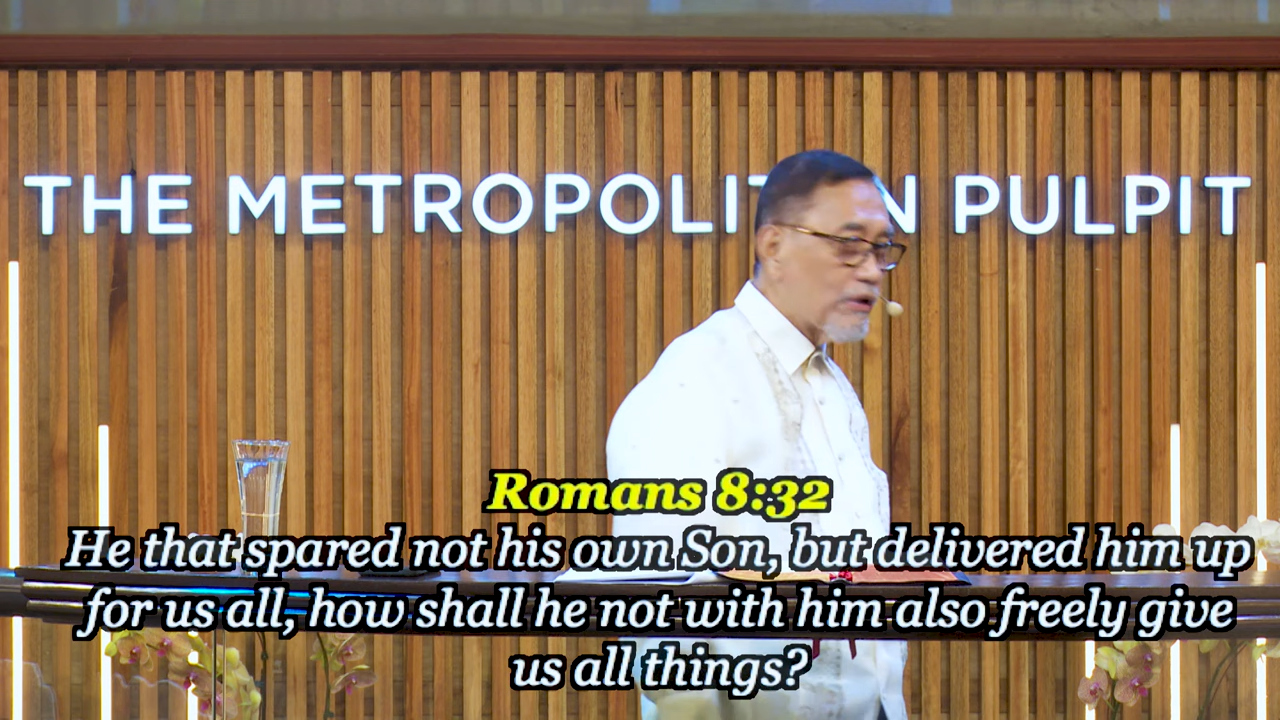 THE METROPOLITAN PULPIT
Romans 8:32
He that spared not his own Son, but delivered him up
for us all, how shall he not with him also freely give
us all things?